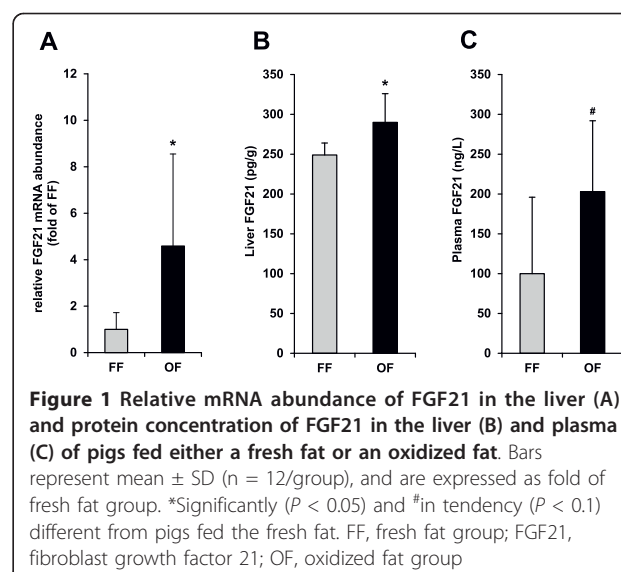 A
B
C
relative FGF21 mRNA abundance
(fold of FF)
12
10
8
6
4
2
0
*
FF OF
Liver FGF21 (pg/g)
350
300
250
200
150
100
50
0
*
FF OF
Plasma FGF21 (ng/L)
350
300
250
200
150
100
50
0
#
FF OF
Figure 1 Relative mRNA abundance of FGF21 in the liver (A)
and protein concentration of FGF21 in the liver (B) and plasma
(C) of pigs fed either a fresh fat or an oxidized fat. Bars
represent mean ± SD (n = 12/group), and are expressed as fold of
fresh fat group. *Significantly (P < 0.05) and #in tendency (P < 0.1)
different from pigs fed the fresh fat. FF, fresh fat group; FGF21,
fibroblast growth factor 21; OF, oxidized fat group